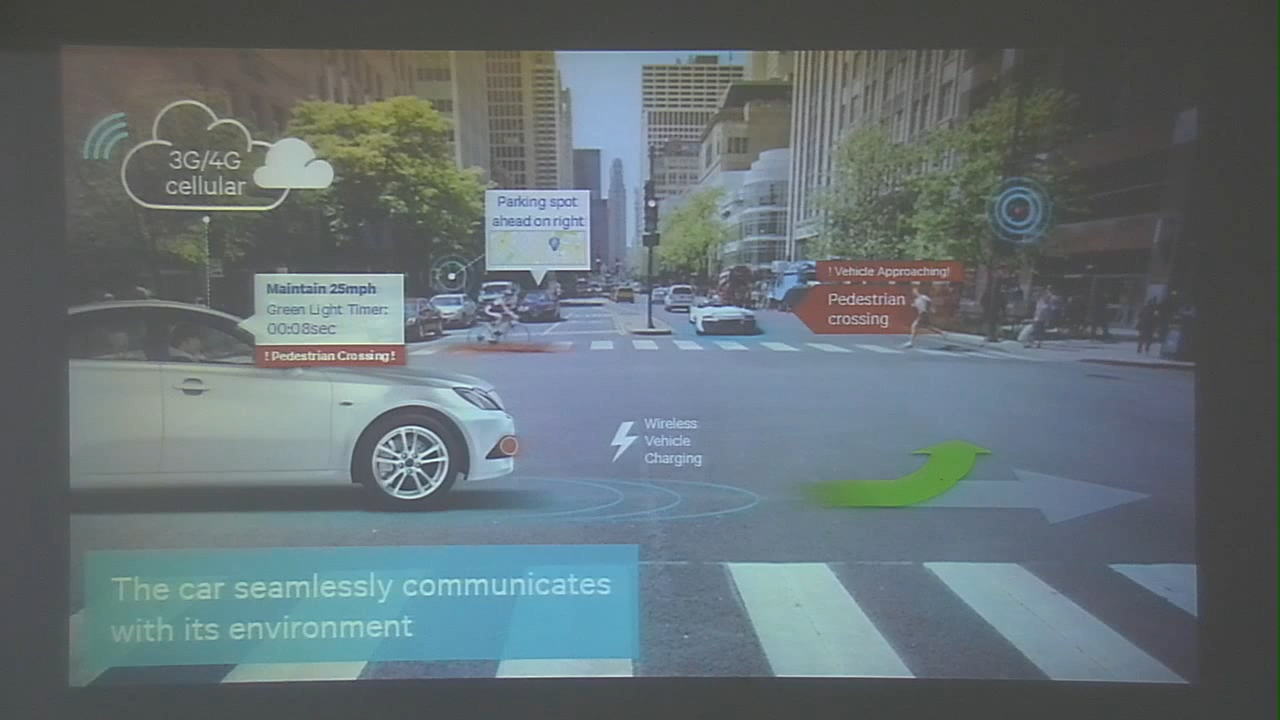 3G/4G
cellular
Parking spot
ahead on right
Maintain 25mph
Green Light Timer:
00:08sec
! Pedestrian Crossing !
! Vehicle Approaching!
Pedestrian
crossing
Wireless
Vehicle
Charging
The car seamlessly communicates
with its environment